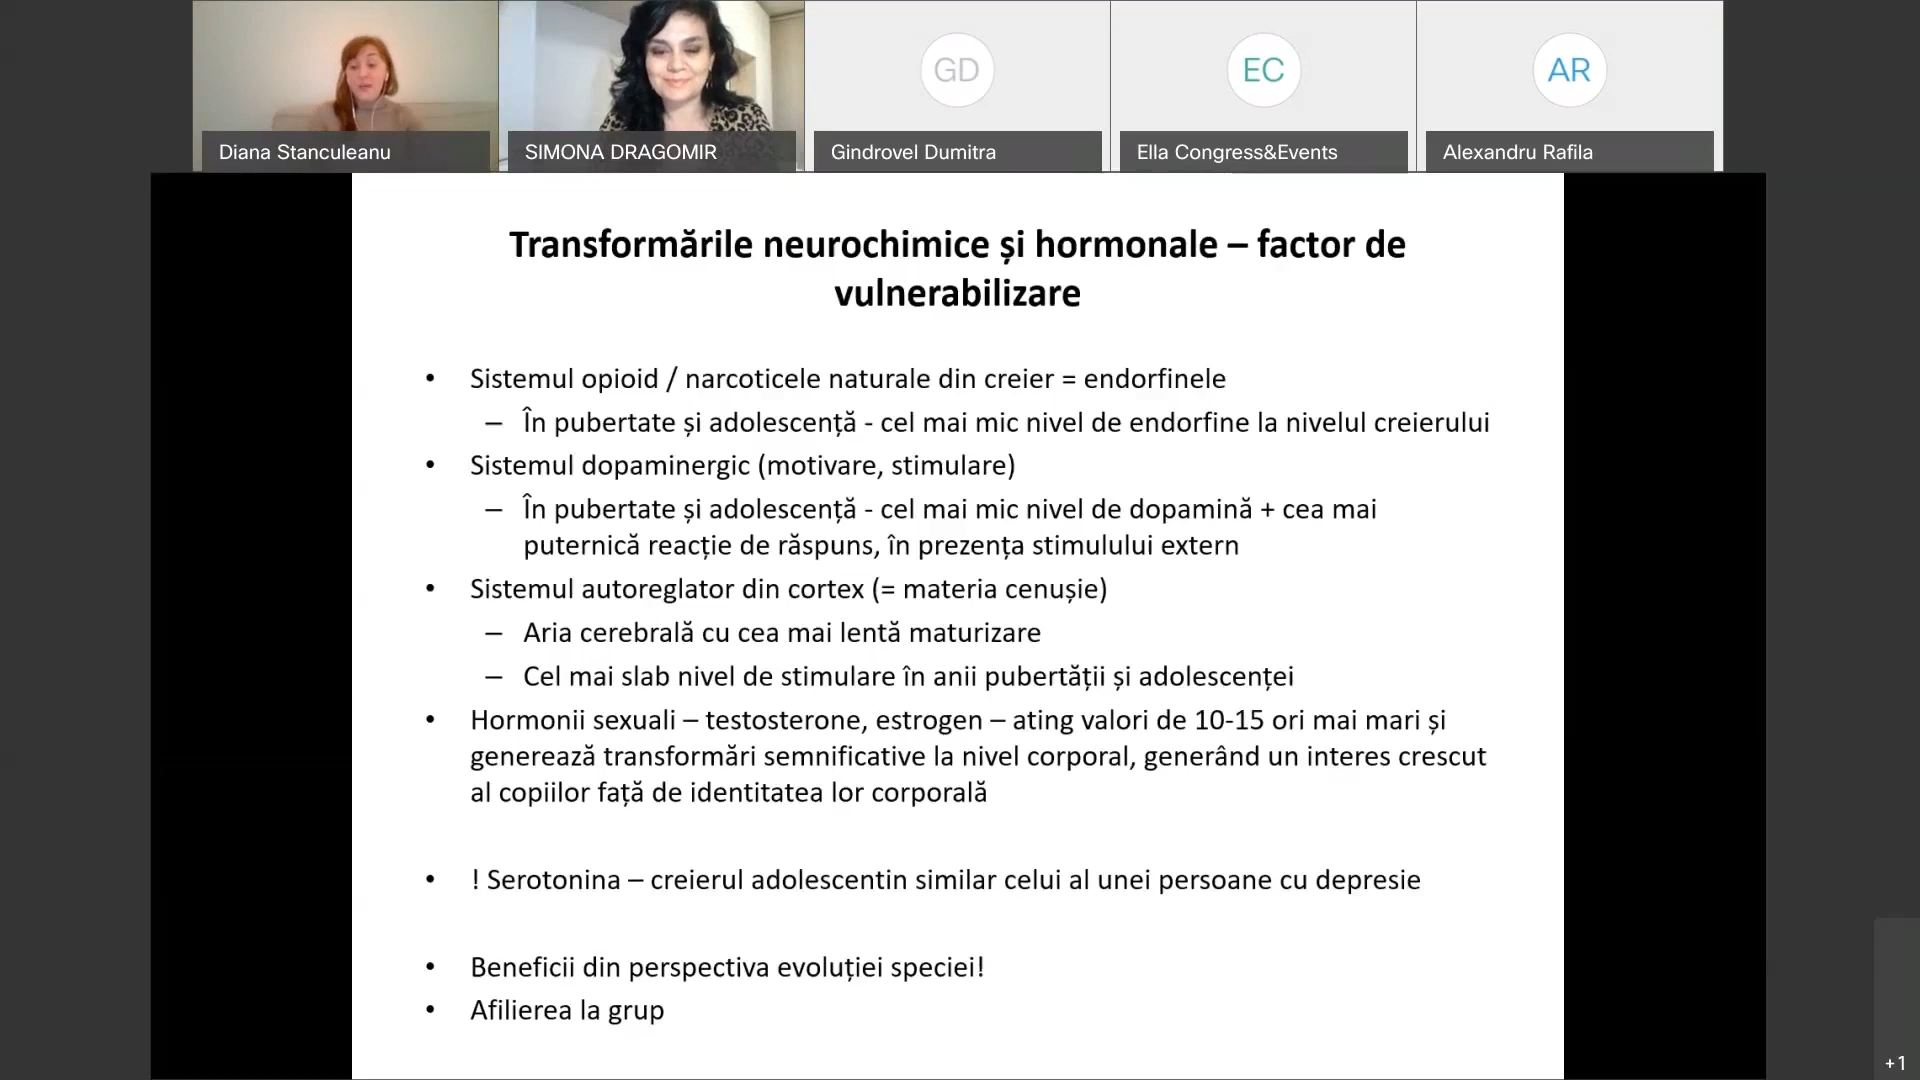 GD
EC
AR
Diana Stanculeanu
SIMONA DRAGOMIR
Gindrovel Dumitra
Ella Congress&Events
Alexandru Rafila
Transformările neurochimice și hormonale – factor de
vulnerabilizare
• Sistemul opioid / narcoticele naturale din creier = endorfinele
– În pubertate și adolescență - cel mai mic nivel de endorfine la nivelul creierului
• Sistemul dopaminergic (motivare, stimulare)
– În pubertate și adolescență - cel mai mic nivel de dopamină + cea mai
puternică reacție de răspuns, în prezența stimulului extern
• Sistemul autoreglator din cortex (= materia cenușie)
– Aria cerebrală cu cea mai lentă maturizare
– Cel mai slab nivel de stimulare în anii pubertății și adolescenței
• Hormonii sexuali – testosterone, estrogen – ating valori de 10-15 ori mai mari și
generează transformări semnificative la nivel corporal, generând un interes crescut
al copiilor față de identitatea lor corporală
• ! Serotonina – creierul adolescentin similar celui al unei persoane cu depresie
• Beneficii din perspectiva evoluției speciei!
• Afilierea la grup
+1